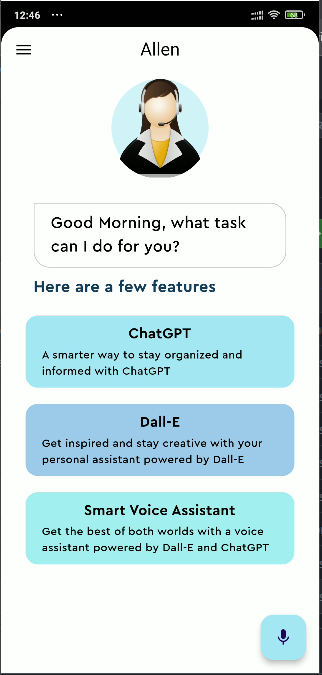 12:46 ...
Allen
Good Morning, what task
can I do for you?
Here are a few features
ChatGPT
A smarter way to stay organized and
informed with ChatGPT
Dall-E
Get inspired and stay creative with your
personal assistant powered by Dall-E
Smart Voice Assistant
Get the best of both worlds with a voice
assistant powered by Dall-E and ChatGPT